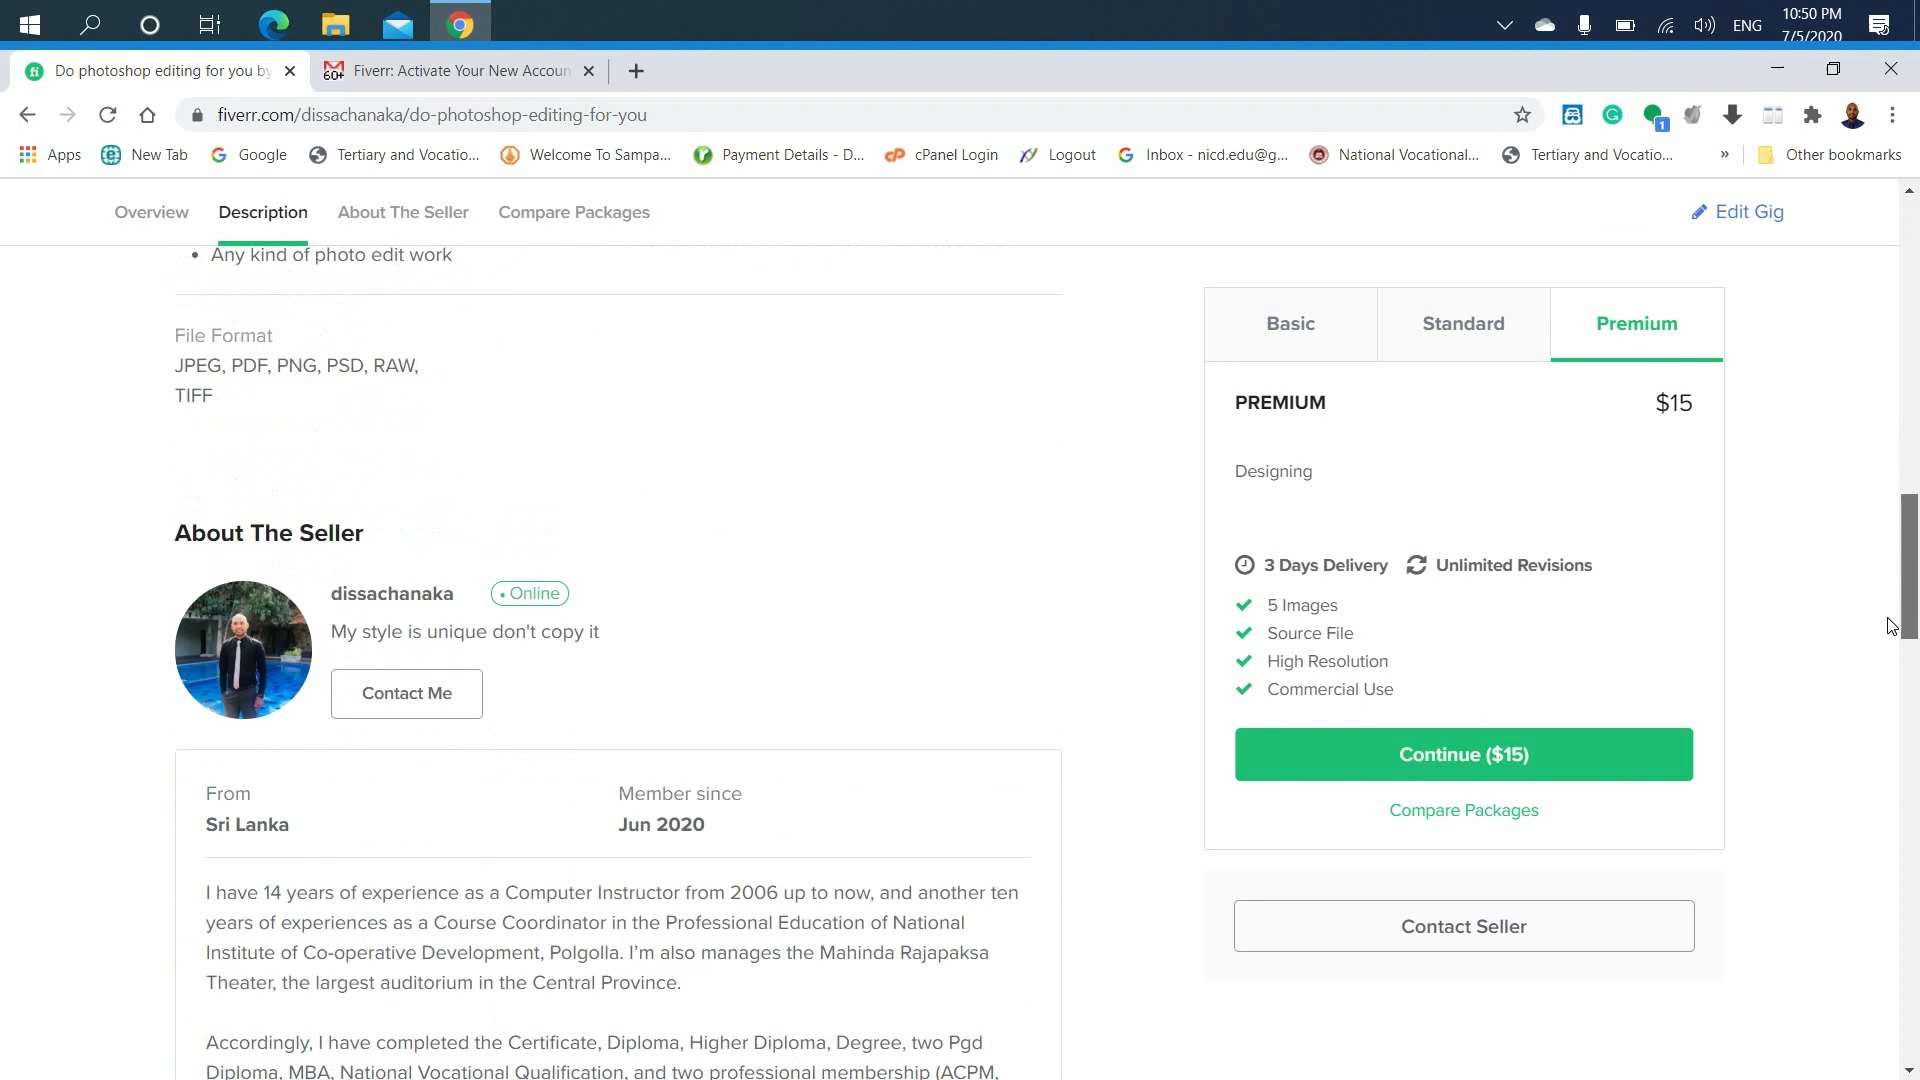 ENG
10:50 PM
7/5/2020
Do photoshop editing for you by
Fiverr: Activate Your New Accoun
fiverr.com/dissachanaka/do-photoshop-editing-for-you
1
Apps
New Tab
Google
Tertiary and Vocatio...
Welcome To Sampa...
Payment Details - D...
cPanel Login
Logout
Inbox - nicd.edu@g...
National Vocational...
Tertiary and Vocatio...
»
Other bookmarks
Overview
Description
About The Seller
Compare Packages
Edit Gig
• Any kind of photo edit work
File Format
JPEG, PDF, PNG, PSD, RAW,
TIFF
About The Seller
dissachanaka
• Online
My style is unique don't copy it
Contact Me
From
Sri Lanka
Member since
Jun 2020
I have 14 years of experience as a Computer Instructor from 2006 up to now, and another ten
years of experiences as a Course Coordinator in the Professional Education of National
Institute of Co-operative Development, Polgolla. I’m also manages the Mahinda Rajapaksa
Theater, the largest auditorium in the Central Province.
Accordingly, I have completed the Certificate, Diploma, Higher Diploma, Degree, two Pgd
Diploma, MBA, National Vocational Qualification, and two professional membership (ACPM,
Basic
Standard
Premium
PREMIUM
$15
Designing
3 Days Delivery
Unlimited Revisions
5 Images
Source File
High Resolution
Commercial Use
Continue ($15)
Compare Packages
Contact Seller